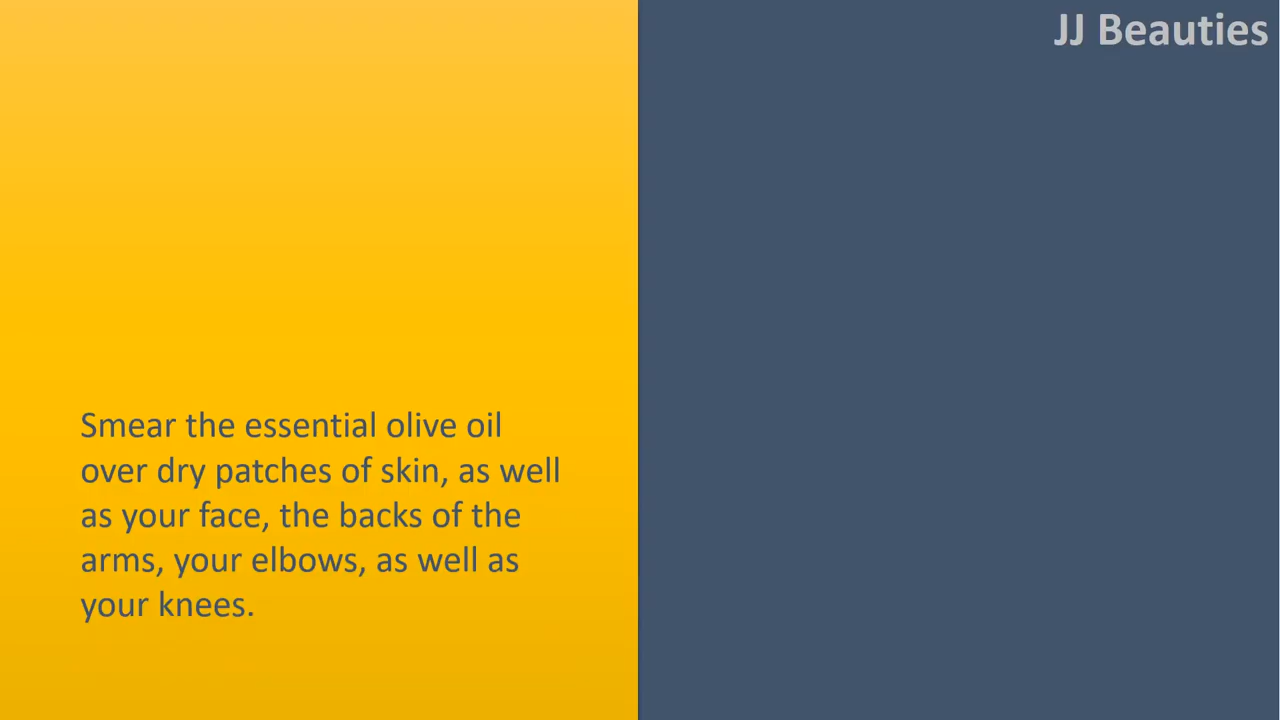 JJ Beauties
Smear the essential olive oil
over dry patches of skin, as well
as your face, the backs of the
arms, your elbows, as well as
your knees.